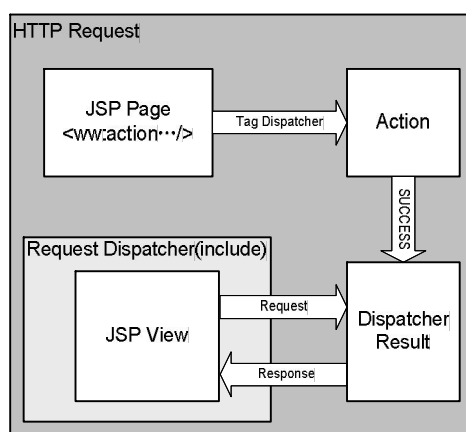 HTTP Request
JSP Page
<ww:action…/>
Tag Dispatcher
Action
SUCCESS
Request Dispatcher(include)
JSP View
Request
Dispatcher
Result
Response